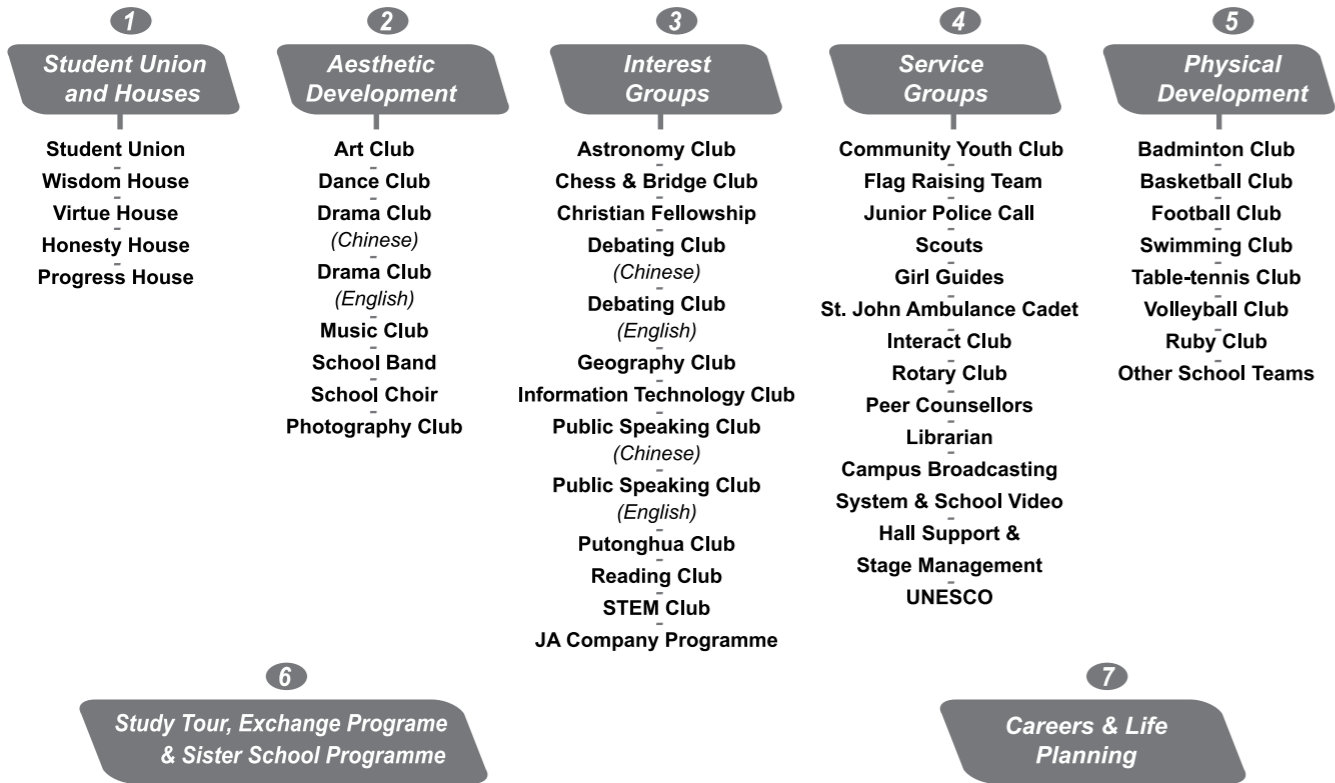 1
Student Union
and Houses
Student Union
-
Wisdom House
-
Virtue House
-
Honesty House
-
Progress House
2
Aesthetic
Development
Art Club
-
Dance Club
-
Drama Club
(Chinese)
-
Drama Club
(English)
-
Music Club
-
School Band
-
School Choir
-
Photography Club
3
Interest
Groups
Astronomy Club
-
Chess & Bridge Club
-
Christian Fellowship
-
Debating Club
(Chinese)
-
Debating Club
(English)
-
Geography Club
-
Information Technology Club
-
Public Speaking Club
(Chinese)
-
Public Speaking Club
(English)
-
Putonghua Club
-
Reading Club
-
STEM Club
-
JA Company Programme
4
Service
Groups
Community Youth Club
-
Flag Raising Team
-
Junior Police Call
-
Scouts
-
Girl Guides
-
St. John Ambulance Cadet
-
Interact Club
-
Rotary Club
-
Peer Counsellors
-
Librarian
-
Campus Broadcasting
System & School Video
-
Hall Support &
Stage Management
-
UNESCO
5
Physical
Development
Badminton Club
-
Basketball Club
-
Football Club
-
Swimming Club
-
Table-tennis Club
-
Volleyball Club
-
Ruby Club
-
Other School Teams
6
Study Tour, Exchange Programe
& Sister School Programme
7
Careers & Life
Planning